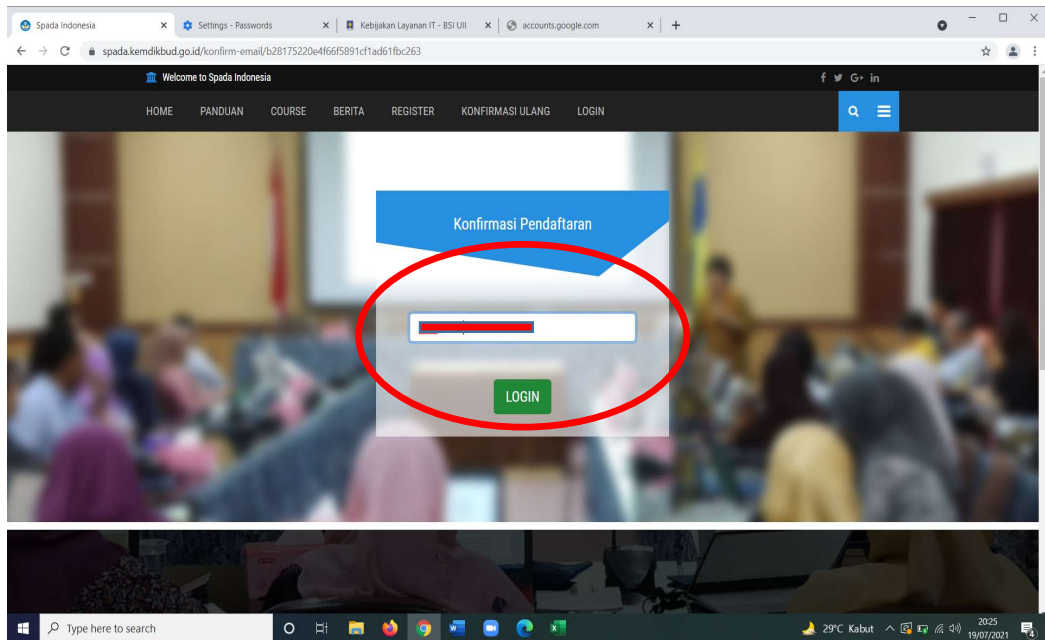 Spada Indonesia
Settings - Passwords
Kebijakan Layanan IT - BSI UII
accounts.google.com
spada.kemdikbud.go.id/konfirm-email/b28175220e4f66f5891cf1ad61fbc263
Welcome to Spada Indonesia
HOME PANDUAN COURSE BERITA REGISTER KONFIRMASI ULANG LOGIN
Konfirmasi Pendaftaran
LOGIN
Type here to search
29°C Kabut
20:25
19/07/2021